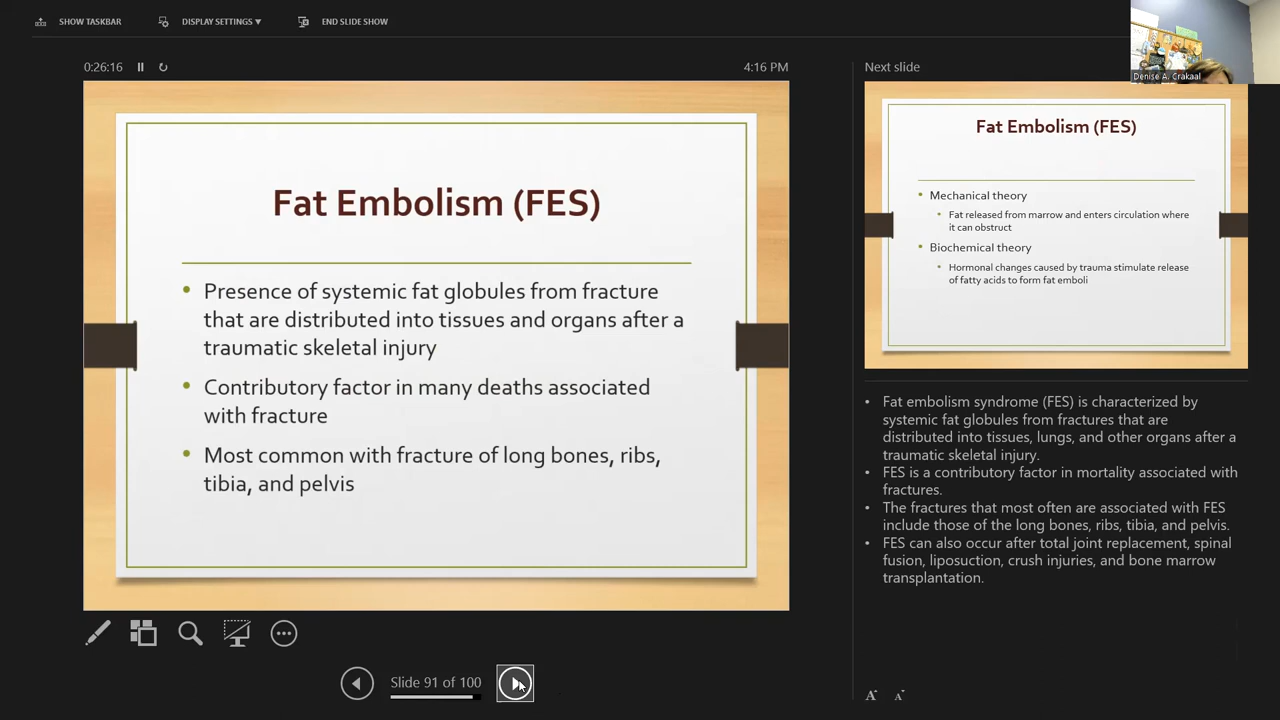 SHOW TASKBAR
DISPLAY SETTINGS ▼
END SLIDE SHOW
0:26:16
4:16 PM
Fat Embolism (FES)
• Presence of systemic fat globules from fracture
that are distributed into tissues and organs after a
traumatic skeletal injury
• Contributory factor in many deaths associated
with fracture
• Most common with fracture of long bones, ribs,
tibia, and pelvis
Slide 91 of 100
Next slide
Denise A. Crakaal
Fat Embolism (FES)
• Mechanical theory
• Fat released from marrow and enters circulation where
it can obstruct
• Biochemical theory
• Hormonal changes caused by trauma stimulate release
of fatty acids to form fat emboli
• Fat embolism syndrome (FES) is characterized by
systemic fat globules from fractures that are
distributed into tissues, lungs, and other organs after a
traumatic skeletal injury.
• FES is a contributory factor in mortality associated with
fractures.
• The fractures that most often are associated with FES
include those of the long bones, ribs, tibia, and pelvis.
• FES can also occur after total joint replacement, spinal
fusion, liposuction, crush injuries, and bone marrow
transplantation.
A A